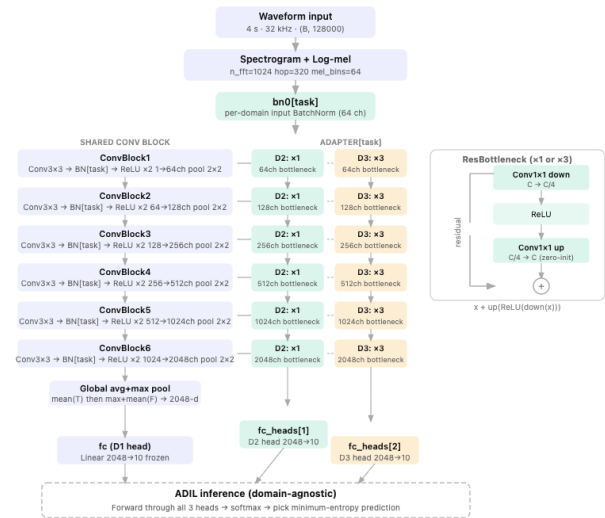 Waveform input
4 s · 32 kHz · (B, 128000)
Spectrogram + Log-mel
n_fft=1024 hop=320 mel_bins=64
bn0[task]
per-domain input BatchNorm (64 ch)
SHARED CONV BLOCK
ADAPTER[task]
ConvBlock1
Conv3×3 → BN[task] → ReLU ×2 1→64ch pool 2×2
D2: ×1
64ch bottleneck
D3: ×3
64ch bottleneck
ConvBlock2
Conv3×3 → BN[task] → ReLU ×2 64→128ch pool 2×2
D2: ×1
128ch bottleneck
D3: ×3
128ch bottleneck
ConvBlock3
Conv3×3 → BN[task] → ReLU ×2 128→256ch pool 2×2
D2: ×1
256ch bottleneck
D3: ×3
256ch bottleneck
ConvBlock4
Conv3×3 → BN[task] → ReLU ×2 256→512ch pool 2×2
D2: ×1
512ch bottleneck
D3: ×3
512ch bottleneck
ConvBlock5
Conv3×3 → BN[task] → ReLU ×2 512→1024ch pool 2×2
D2: ×1
1024ch bottleneck
D3: ×3
1024ch bottleneck
ConvBlock6
Conv3×3 → BN[task] → ReLU ×2 1024→2048ch pool 2×2
D2: ×1
2048ch bottleneck
D3: ×3
2048ch bottleneck
ResBottleneck (×1 or ×3)
Conv1×1 down
C → C/4
ReLU
residual
Conv1×1 up
C/4 → C (zero-init)
+
x + up(ReLU(down(x)))
Global avg+max pool
mean(T) then max+mean(F) → 2048-d
fc (D1 head)
Linear 2048→10 frozen
fc_heads[1]
D2 head 2048→10
fc_heads[2]
D3 head 2048→10
ADIL inference (domain-agnostic)
Forward through all 3 heads → softmax → pick minimum-entropy prediction